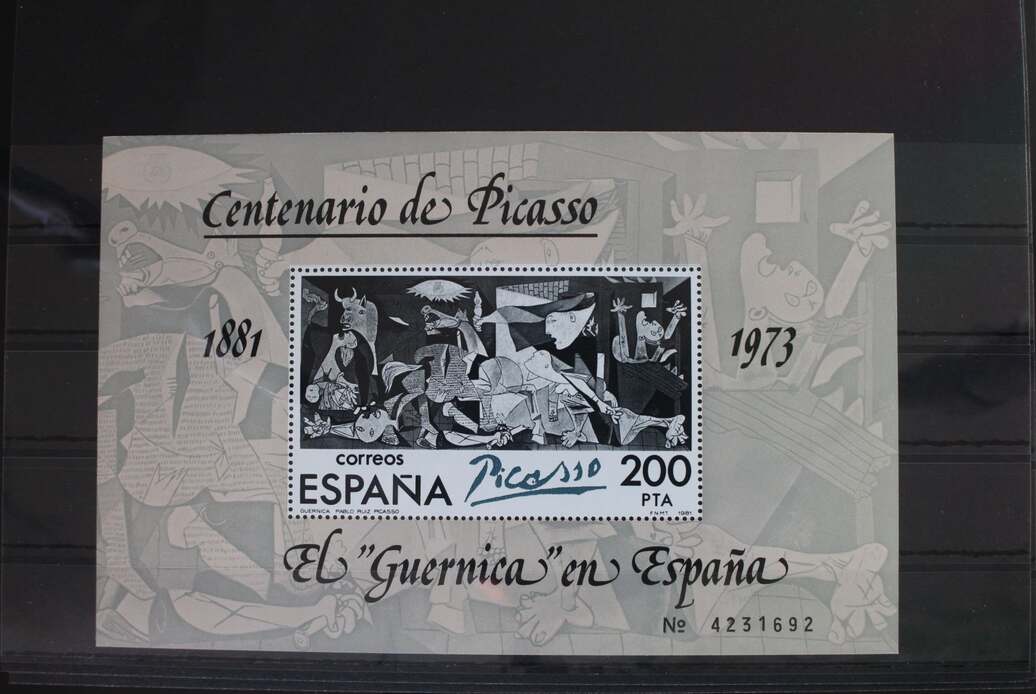 Centenario de Picasso
1881
1973
correos
ESPAÑA
Picasso
200
PTA
GUERNICA PABLO RUIZ PICASSO
F.N.M.T. 1981
El "Guernica" en España
Nº 4231692